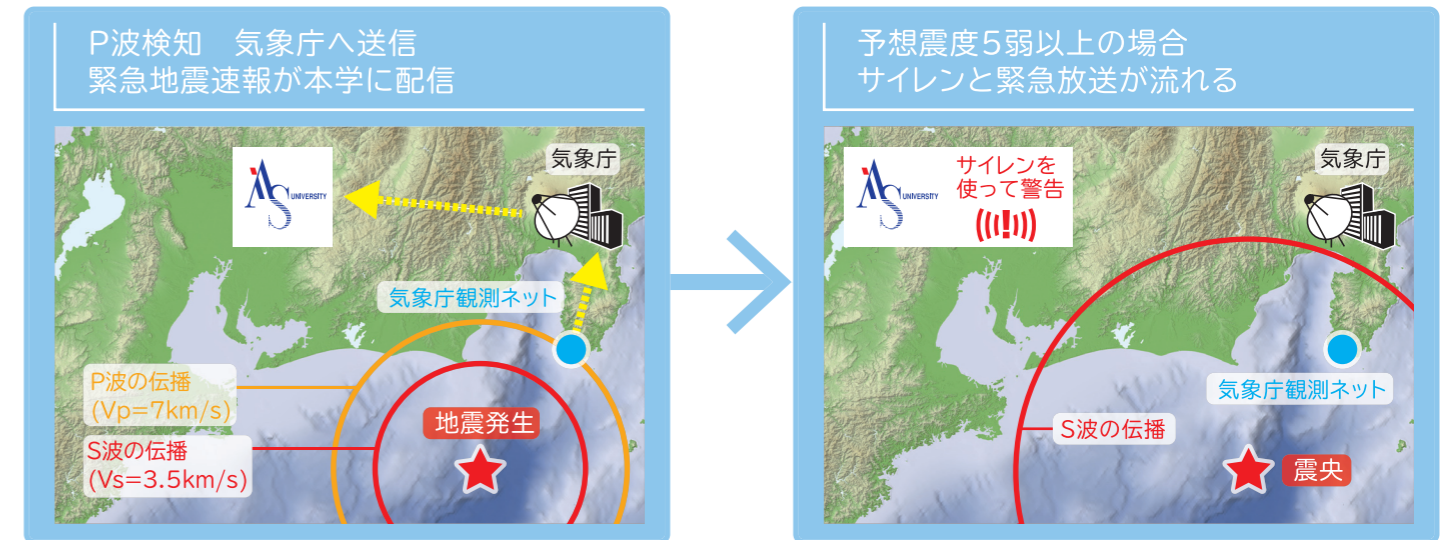 P波検知　気象庁へ送信
緊急地震速報が本学に配信
AS
UNIVERSITY
気象庁
気象庁観測ネット
P波の伝播
(Vp=7km/s)
地震発生
S波の伝播
(Vs=3.5km/s)
予想震度5弱以上の場合
サイレンと緊急放送が流れる
AS
UNIVERSITY
サイレンを
使って警告
(((!)))
気象庁
気象庁観測ネット
S波の伝播
震央